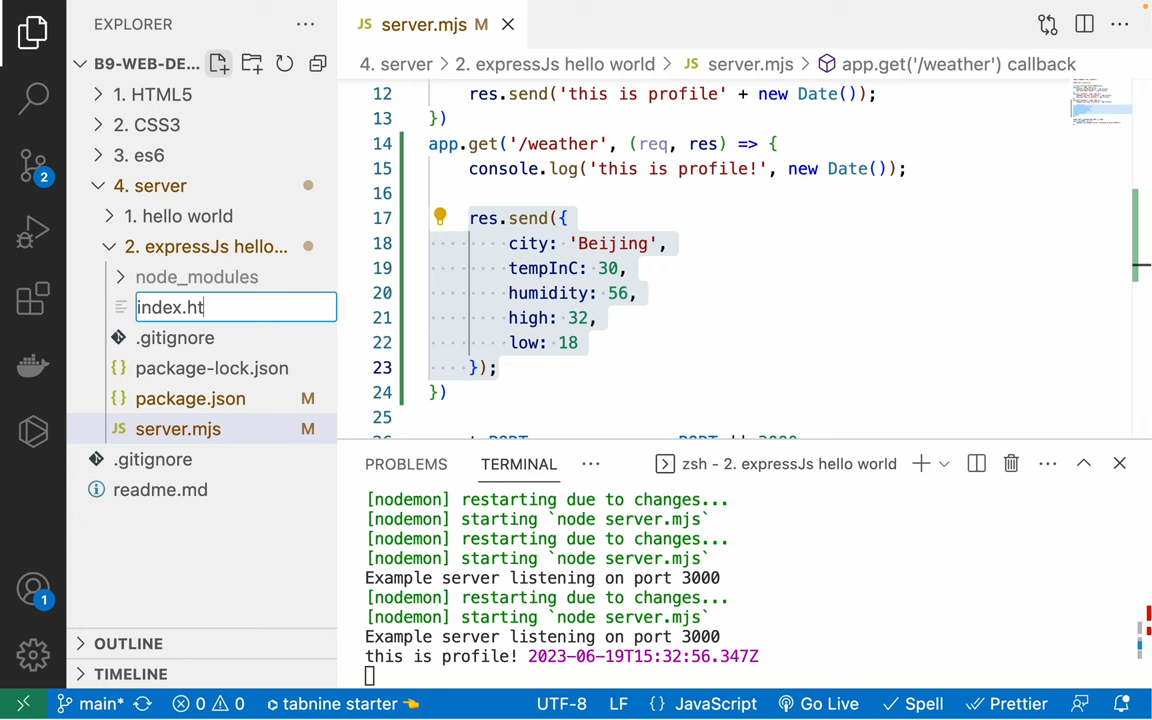 EXPLORER
B9-WEB-DE...
1. HTML5
2. CSS3
3. es6
4. server
1. hello world
2. expressJs hello...
node_modules
index.ht
.gitignore
package-lock.json
package.json M
server.mjs M
.gitignore
readme.md
OUTLINE
TIMELINE
2
1
JS server.mjs M
4. server > 2. expressJs hello world > JS server.mjs > app.get('/weather') callback
12 res.send('this is profile' + new Date());
13 })
14 app.get('/weather', (req, res) => {
15 console.log('this is profile!', new Date());
16
17 res.send({
18 city: 'Beijing',
19 tempInC: 30,
20 humidity: 56,
21 high: 32,
22 low: 18
23 });
24 })
25
PROBLEMS TERMINAL ... zsh - 2. expressJs hello world
[nodemon] restarting due to changes...
[nodemon] starting `node server.mjs`
[nodemon] restarting due to changes...
[nodemon] starting `node server.mjs`
Example server listening on port 3000
[nodemon] restarting due to changes...
[nodemon] starting `node server.mjs`
Example server listening on port 3000
this is profile! 2023-06-19T15:32:56.347Z
main* 0 0 tabnine starter UTF-8 LF {} JavaScript Go Live Spell Prettier